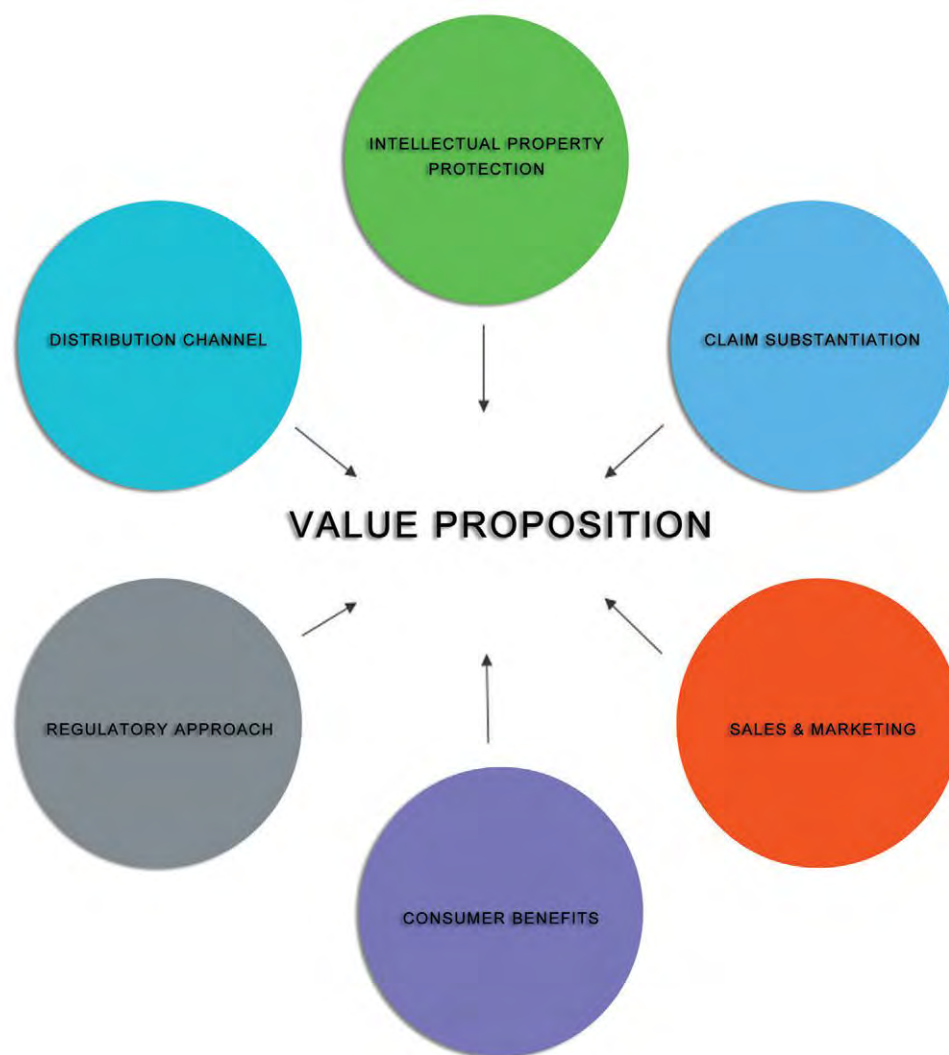 INTELLECTUAL PROPERTY
PROTECTION
DISTRIBUTION CHANNEL
CLAIM SUBSTANTIATION
VALUE PROPOSITION
REGULATORY APPROACH
SALES & MARKETING
CONSUMER BENEFITS